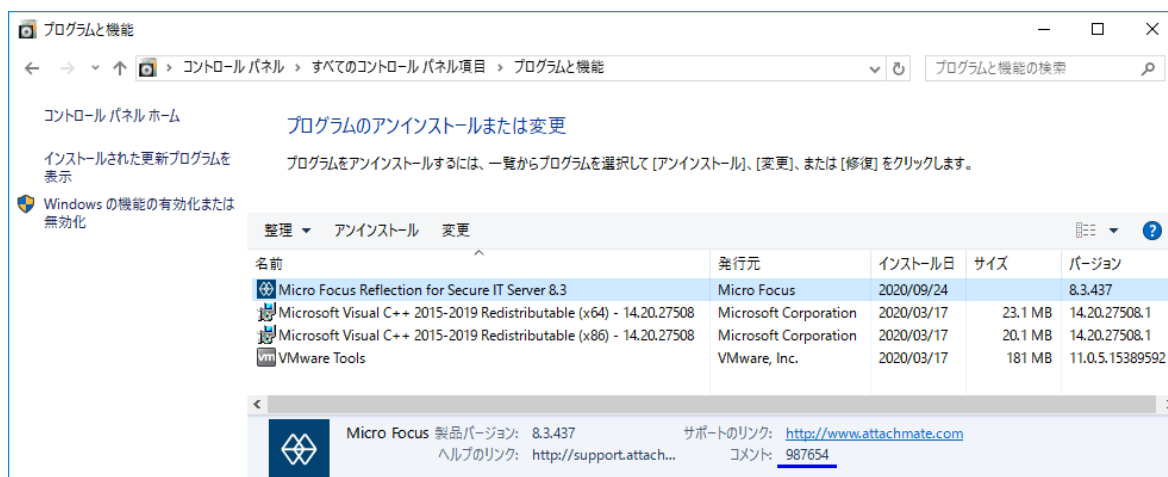 プログラムと機能
コントロール パネル › すべてのコントロール パネル項目 › プログラムと機能
プログラムと機能の検索
コントロール パネル ホーム
インストールされた更新プログラムを
表示
Windows の機能の有効化または
無効化
プログラムのアンインストールまたは変更
プログラムをアンインストールするには、一覧からプログラムを選択して [アンインストール]、[変更]、または [修復] をクリックします。
整理 アンインストール 変更
名前 発行元 インストール日 サイズ バージョン
Micro Focus Reflection for Secure IT Server 8.3 Micro Focus 2020/09/24 8.3.437
Microsoft Visual C++ 2015-2019 Redistributable (x64) - 14.20.27508 Microsoft Corporation 2020/03/17 23.1 MB 14.20.27508.1
Microsoft Visual C++ 2015-2019 Redistributable (x86) - 14.20.27508 Microsoft Corporation 2020/03/17 20.1 MB 14.20.27508.1
vm VMware Tools VMware, Inc. 2020/03/17 181 MB 11.0.5.15389592
Micro Focus 製品バージョン: 8.3.437 サポートのリンク: http://www.attachmate.com
ヘルプのリンク: http://support.attach... コメント: 987654